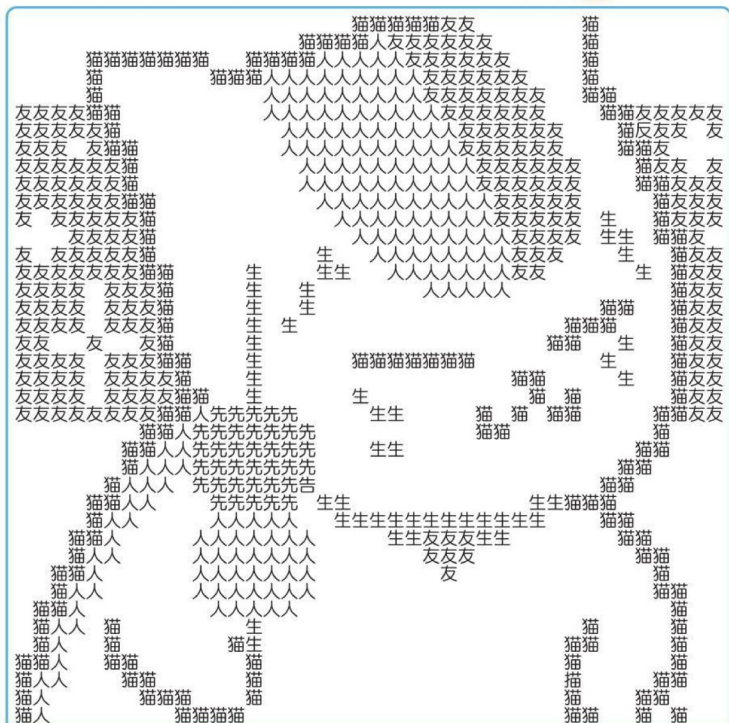 猫猫猫猫猫友友 猫
猫猫猫猫人友友友友友友 猫
猫猫猫猫猫猫猫 猫猫猫猫人人人人人友友友友友友 猫
猫 猫猫猫人人人人人人人人人友友友友友友 猫
猫 人人人人人人人人人友友友友友友友 猫猫
友友友友猫猫 人人人人人人人人人人友友友友友友 猫猫友友友友友
友友友友友猫 人人人人人人人人人人友友友友友友 猫反友友 友
友友友 友猫猫 人人人人人人人人人人友友友友友友 猫猫友
友友友友友友猫 人人人人人人人人人人友友友友友友 猫友友 友
友友友友友友猫 人人人人人人人人人人友友友友友友 猫猫友友友
友友友友友友猫猫 人人人人人人人人人人友友友友友 猫友友友
友 友友友友友猫 人人人人人人人人人友友友友友 生 猫友友友
友友友友猫 人人人人人人人人人友友友友 生生 猫猫友
友 友友友友友猫 生 人人人人人人人人友友友 生 猫友友
友友友友友友友猫猫 生 生生 人人人人人人人友友 生 猫友友
友友友友 友友友猫 生 生 人人人人人 猫友友
友友友友 友友友猫 生 生 猫猫 猫友友
友友友友 友友友猫 生 生 猫猫猫 猫友友
友友 友 友猫 生 猫猫 生 猫友友
友友友友 友友友猫猫 生 猫猫猫猫猫猫猫 生 猫友友
友友友友 友友友友猫 生 猫猫 生 猫友友
友友友友 友友友友猫猫 生 生 猫 猫 猫友友
友友友友友友友友猫猫人先先先先先 生生 猫 猫 猫猫 猫猫友友
猫猫人先先先先先先先 猫猫 猫
猫猫人人先先先先先先先 生生 猫猫
猫人人人先先先先先先先 猫猫
猫人人人 先先先先先先告 猫猫
猫猫人人 先先先先先 生生 生生猫猫猫
猫人人 人人人人人 生生生生生生生生生生生生 猫猫
猫猫人 人人人人人人人 生生友友友生生 猫猫
猫人人 人人人人人人人 友友友 猫猫
猫猫人 人人人人人人人 友 猫
猫人人 人人人人人人人 猫猫
猫猫人 人人人人人 猫
猫人人 猫 生 猫 猫
猫人 猫 猫生 猫猫 猫
猫猫人 猫猫 猫 猫 猫
猫人人 猫猫 猫 猫 猫猫
猫人 猫猫猫 猫 猫 猫猫
猫人 猫猫猫猫 猫猫 猫 猫